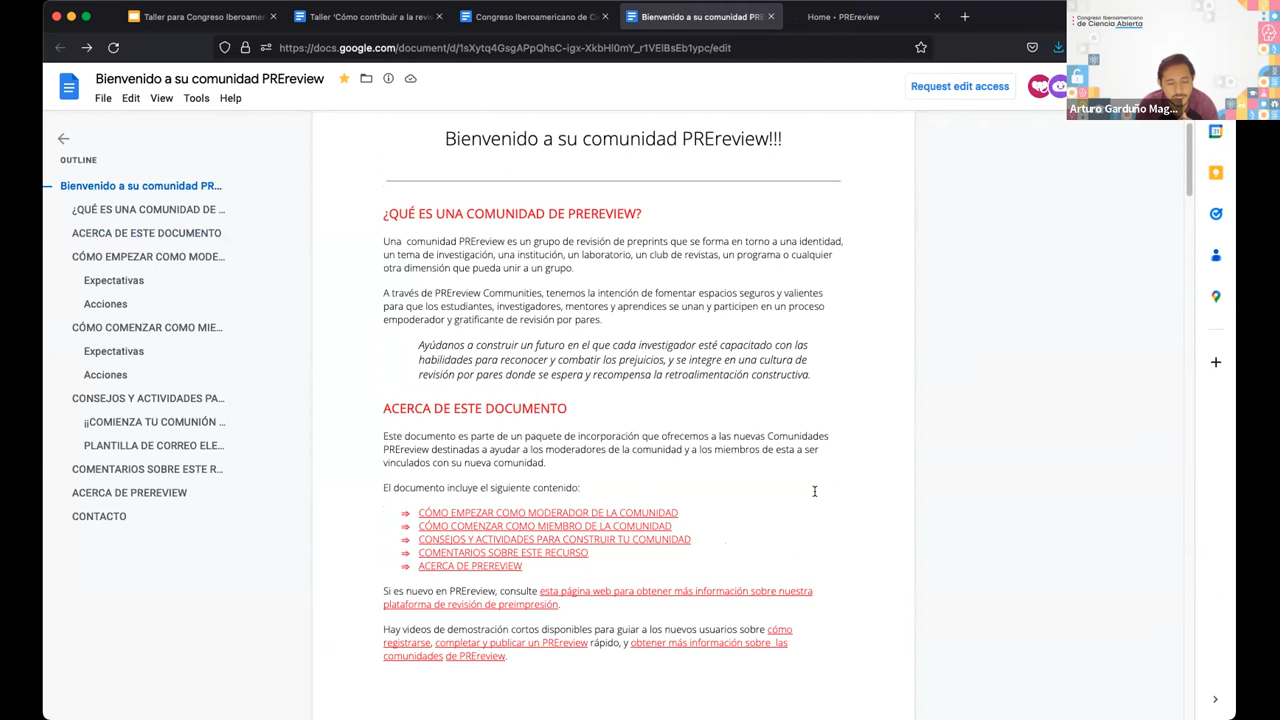 Taller para Congreso Iberoamer
Taller 'Cómo contribuir a la revis
Congreso Iberoamericano de C
Bienvenido a su comunidad PRE
Home • PREreview
https://docs.google.com/document/d/1sXytq4GsgAPpQhsC-igx-XkbHl0mY_r1VElBsEb1ypc/edit
Congreso Iberoamericano
de Ciencia Abierta
Arturo Garduño Mag...
Bienvenido a su comunidad PREreview
File Edit View Tools Help
Request edit access
OUTLINE
Bienvenido a su comunidad PR...
¿QUÉ ES UNA COMUNIDAD DE ...
ACERCA DE ESTE DOCUMENTO
CÓMO EMPEZAR COMO MODE...
Expectativas
Acciones
CÓMO COMENZAR COMO MIE...
Expectativas
Acciones
CONSEJOS Y ACTIVIDADES PA...
¡¡COMIENZA TU COMUNIÓN ...
PLANTILLA DE CORREO ELE...
COMENTARIOS SOBRE ESTE R...
ACERCA DE PREREVIEW
CONTACTO
Bienvenido a su comunidad PREreview!!!
¿QUÉ ES UNA COMUNIDAD DE PREREVIEW?
Una comunidad PREreview es un grupo de revisión de preprints que se forma en torno a una identidad,
un tema de investigación, una institución, un laboratorio, un club de revistas, un programa o cualquier
otra dimensión que pueda unir a un grupo.
A través de PREreview Communities, tenemos la intención de fomentar espacios seguros y valientes
para que los estudiantes, investigadores, mentores y aprendices se unan y participen en un proceso
empoderador y gratificante de revisión por pares.
Ayúdanos a construir un futuro en el que cada investigador esté capacitado con las
habilidades para reconocer y combatir los prejuicios, y se integre en una cultura de
revisión por pares donde se espera y recompensa la retroalimentación constructiva.
ACERCA DE ESTE DOCUMENTO
Este documento es parte de un paquete de incorporación que ofrecemos a las nuevas Comunidades
PREreview destinadas a ayudar a los moderadores de la comunidad y a los miembros de esta a ser
vinculados con su nueva comunidad.
El documento incluye el siguiente contenido:
⇒ CÓMO EMPEZAR COMO MODERADOR DE LA COMUNIDAD
⇒ CÓMO COMENZAR COMO MIEMBRO DE LA COMUNIDAD
⇒ CONSEJOS Y ACTIVIDADES PARA CONSTRUIR TU COMUNIDAD
⇒ COMENTARIOS SOBRE ESTE RECURSO
⇒ ACERCA DE PREREVIEW
Si es nuevo en PREreview, consulte esta página web para obtener más información sobre nuestra
plataforma de revisión de preimpresión.
Hay videos de demostración cortos disponibles para guiar a los nuevos usuarios sobre cómo
registrarse, completar y publicar un PREreview rápido, y obtener más información sobre las
comunidades de PREreview.